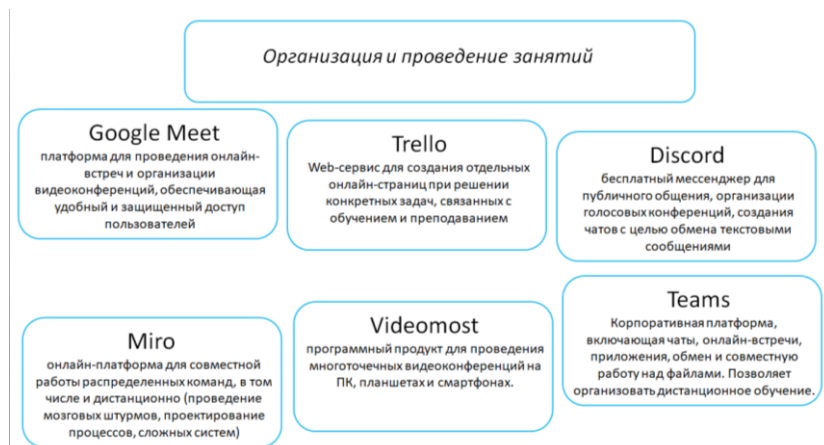 Организация и проведение занятий
Google Meet
платформа для проведения онлайн-
встреч и организации
видеоконференций, обеспечивающая
удобный и защищенный доступ
пользователей
Trello
Web-сервис для создания отдельных
онлайн-страниц при решении
конкретных задач, связанных с
обучением и преподаванием
Discord
бесплатный мессенджер для
публичного общения, организации
голосовых конференций, создания
чатов с целью обмена текстовыми
сообщениями
Miro
онлайн-платформа для совместной
работы распределенных команд, в том
числе и дистанционно (проведение
мозговых штурмов, проектирование
процессов, сложных систем)
Videomost
программный продукт для проведения
многоточечных видеоконференций на
ПК, планшетах и смартфонах.
Teams
Корпоративная платформа,
включающая чаты, онлайн-встречи,
приложения, обмен и совместную
работу над файлами. Позволяет
организовать дистанционное обучение.